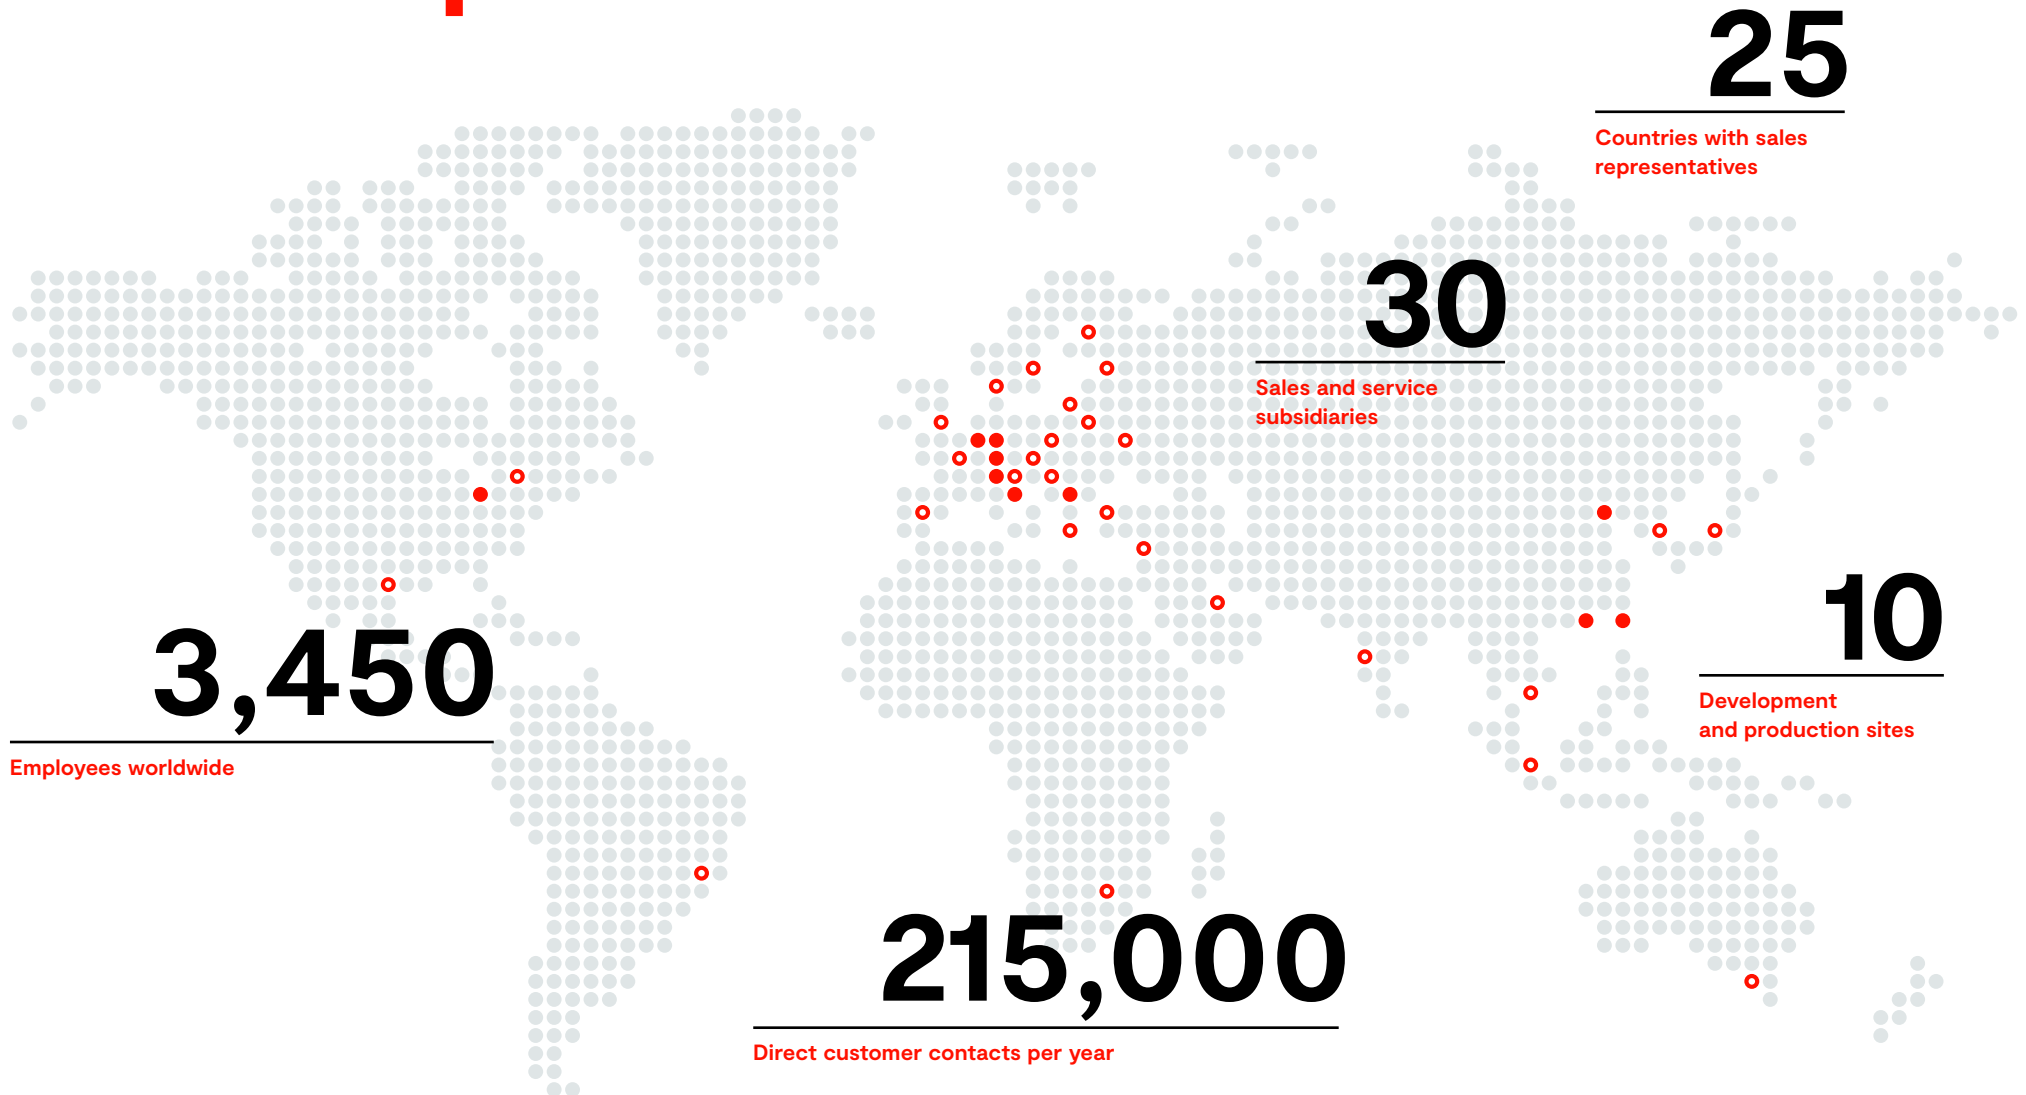 25
Countries with sales
representatives
30
Sales and service
subsidiaries
10
Development
and production sites
3,450
Employees worldwide
215,000
Direct customer contacts per year